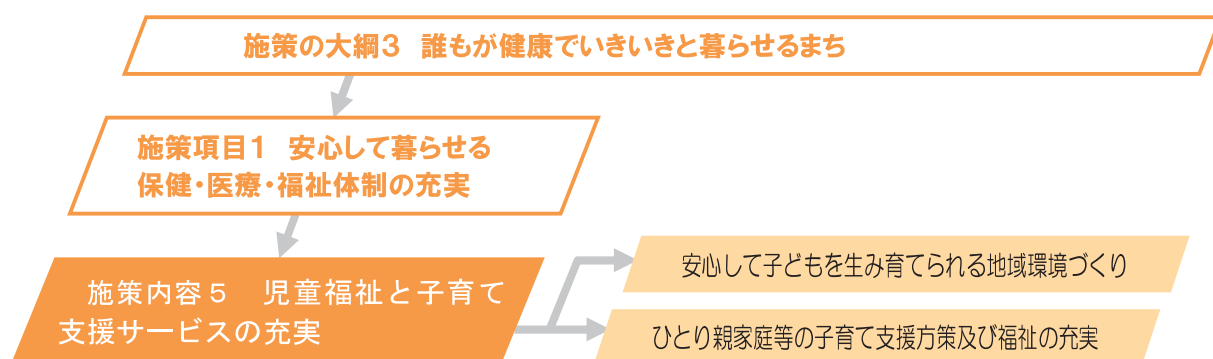 施策の大綱3 誰もが健康でいきいきと暮らせるまち
施策項目1 安心して暮らせる
保健・医療・福祉体制の充実
施策内容5 児童福祉と子育て
支援サービスの充実
安心して子どもを生み育てられる地域環境づくり
ひとり親家庭等の子育て支援方策及び福祉の充実